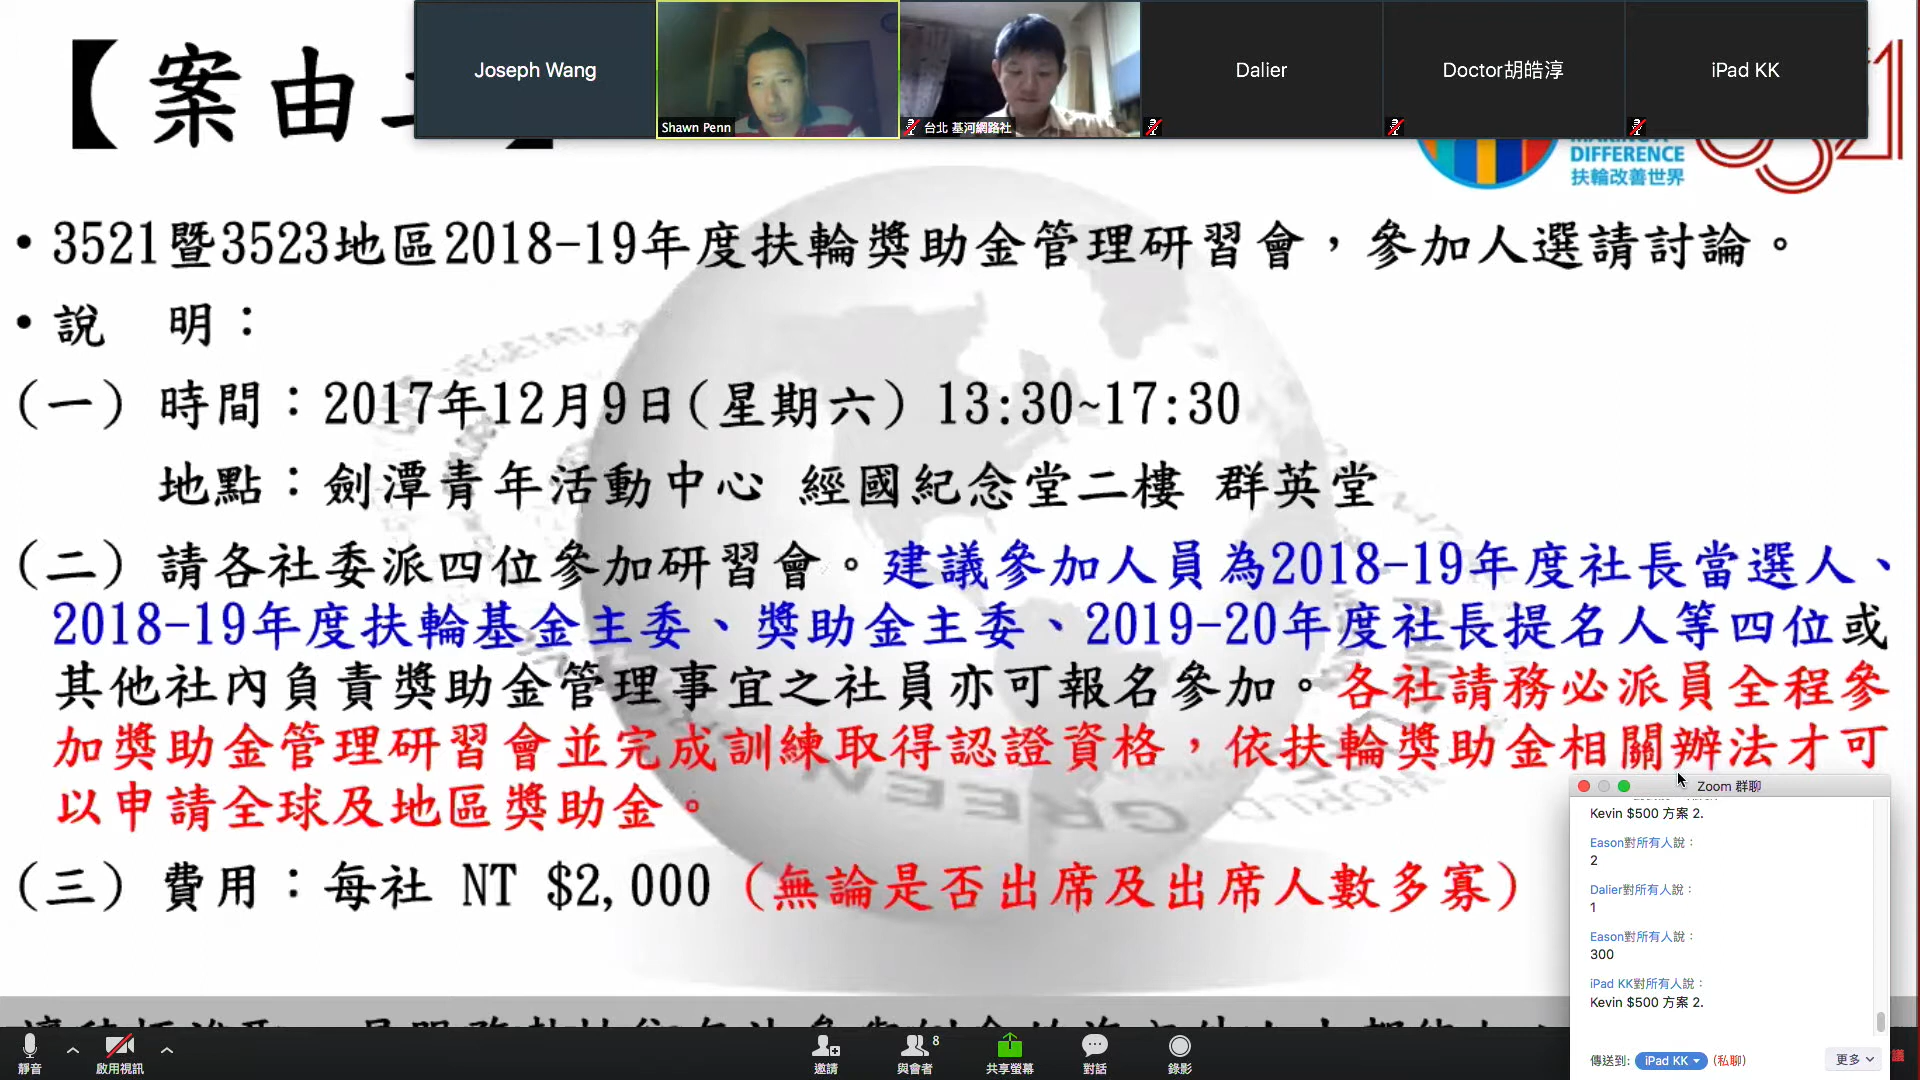 Joseph Wang
Shawn Penn
台北 基河網路社
Dalier
Doctor胡皓淳
iPad KK
【案由
DIFFERENCE
扶輪改善世界
• 3521暨3523地區2018-19年度扶輪獎助金管理研習會，參加人選請討論。
• 說 明：
(一) 時間：2017年12月9日(星期六) 13:30~17:30
地點：劍潭青年活動中心 經國紀念堂二樓 群英堂
(二) 請各社委派四位參加研習會。建議參加人員為2018-19年度社長當選人、
2018-19年度扶輪基金主委、獎助金主委、2019-20年度社長提名人等四位或
其他社內負責獎助金管理事宜之社員亦可報名參加。各社請務必派員全程參
加獎助金管理研習會並完成訓練取得認證資格，依扶輪獎助金相關辦法才可
以申請全球及地區獎助金。
(三) 費用：每社 NT $2,000 (無論是否出席及出席人數多寡)
Zoom 群聊
Kevin $500 方案 2.
Eason對所有人說：
2
Dalier對所有人說：
1
Eason對所有人說：
300
iPad KK對所有人說：
Kevin $500 方案 2.
傳送到: iPad KK (私聊)
更多
靜音
啟用視訊
邀請
8
與會者
共享螢幕
對話
錄影